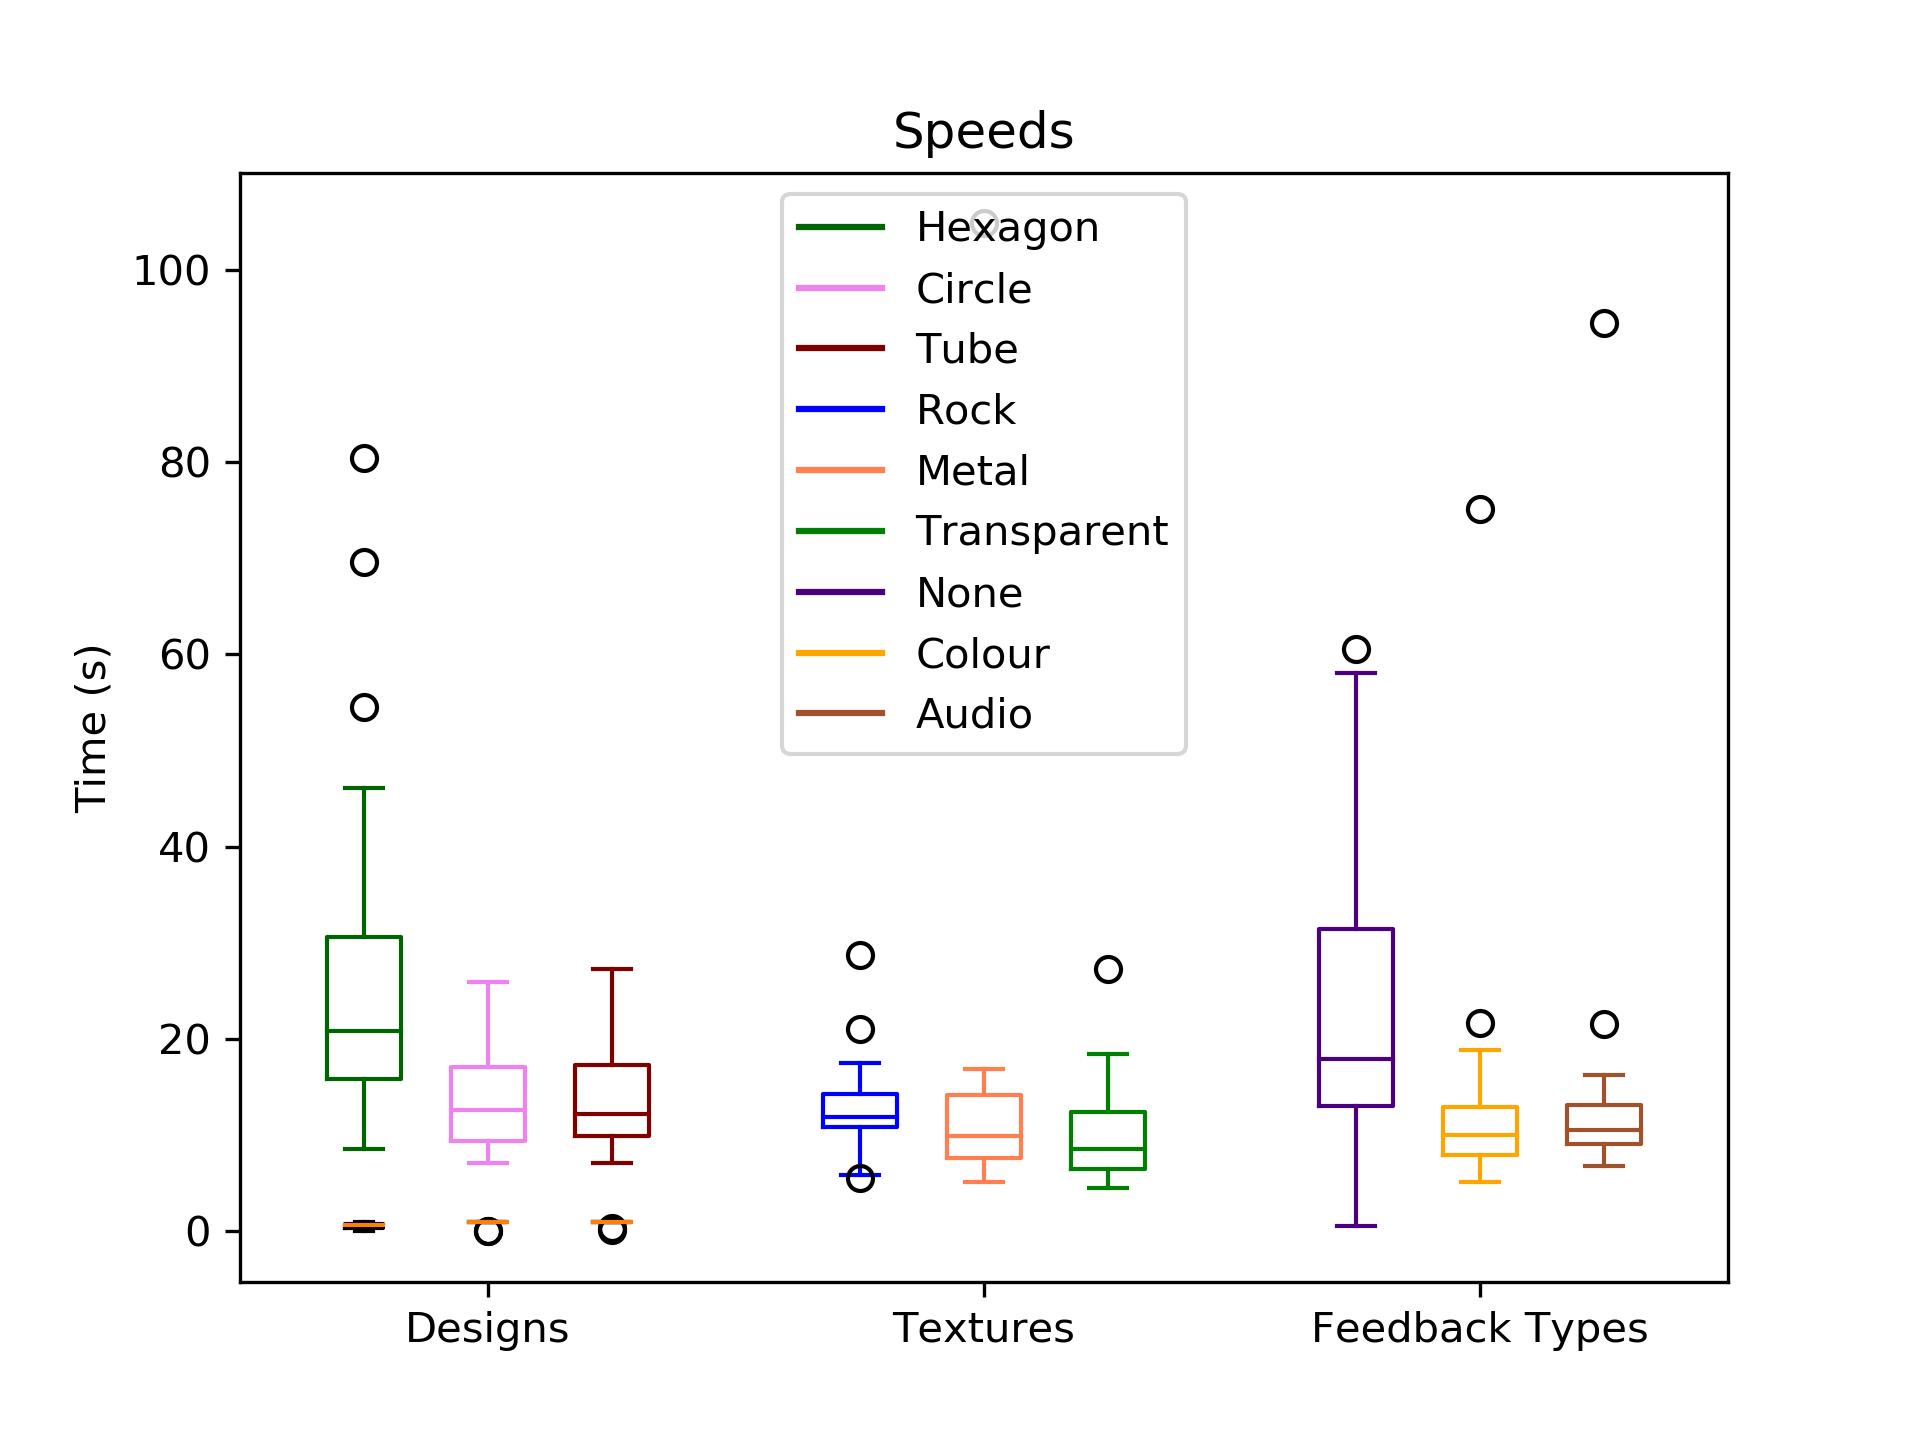 Speeds
Hexagon
Circle
Tube
Rock
Metal
Transparent
None
Colour
Audio
100
80
60
40
20
0
Time (s)
Designs
Textures
Feedback Types